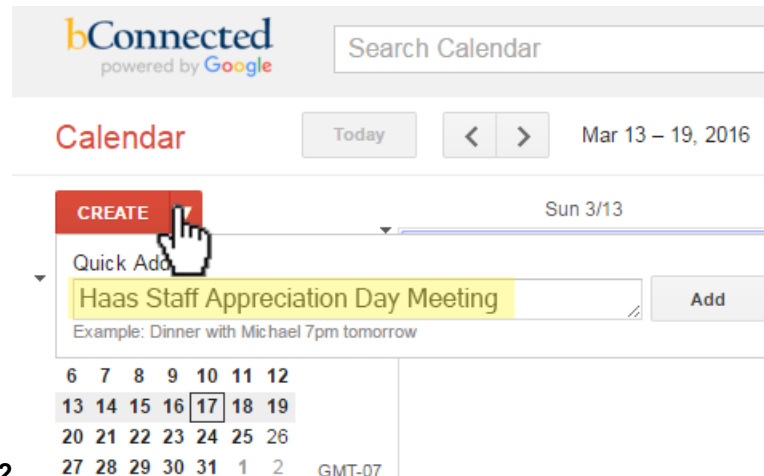 bConnected
powered by Google
Search Calendar
Calendar
Today
Mar 13 – 19, 2016
CREATE
Sun 3/13
Quick Add
Haas Staff Appreciation Day Meeting
Add
Example: Dinner with Michael 7pm tomorrow
6 7 8 9 10 11 12
13 14 15 16 17 18 19
20 21 22 23 24 25 26
2
27 28 29 30 31 1 2
GMT-07